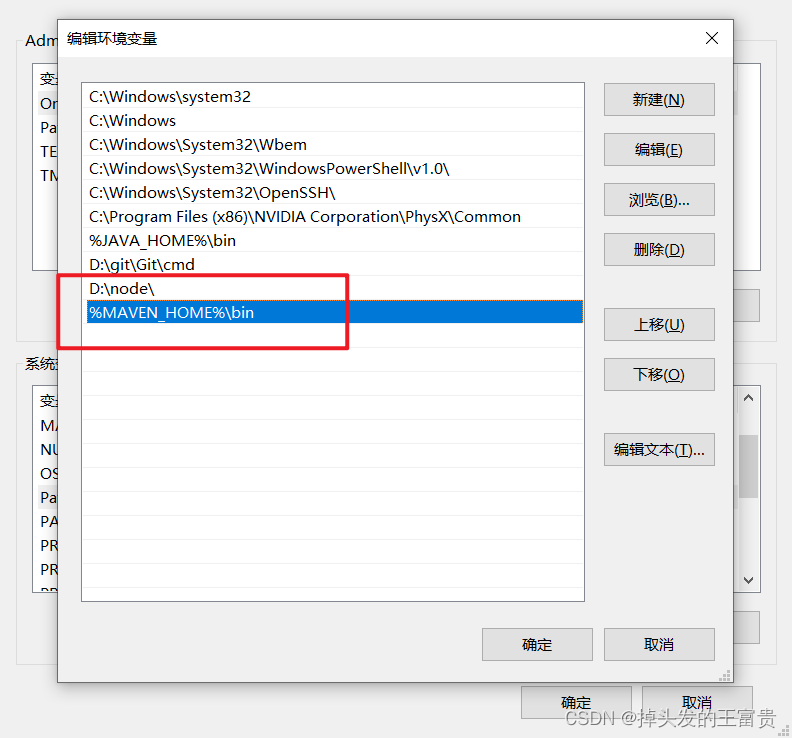 编辑环境变量
Adm
变
Or
Pa
TE
TM
C:\Windows\system32
C:\Windows
C:\Windows\System32\Wbem
C:\Windows\System32\WindowsPowerShell\v1.0\
C:\Windows\System32\OpenSSH\
C:\Program Files (x86)\NVIDIA Corporation\PhysX\Common
%JAVA_HOME%\bin
D:\git\Git\cmd
D:\node\
%MAVEN_HOME%\bin
新建(N)
编辑(E)
浏览(B)...
删除(D)
上移(U)
下移(O)
编辑文本(T)...
系统
变
MA
NU
OS
Pa
PA
PR
PR
确定
取消
确定
取消
CSDN @掉头发的王富贵